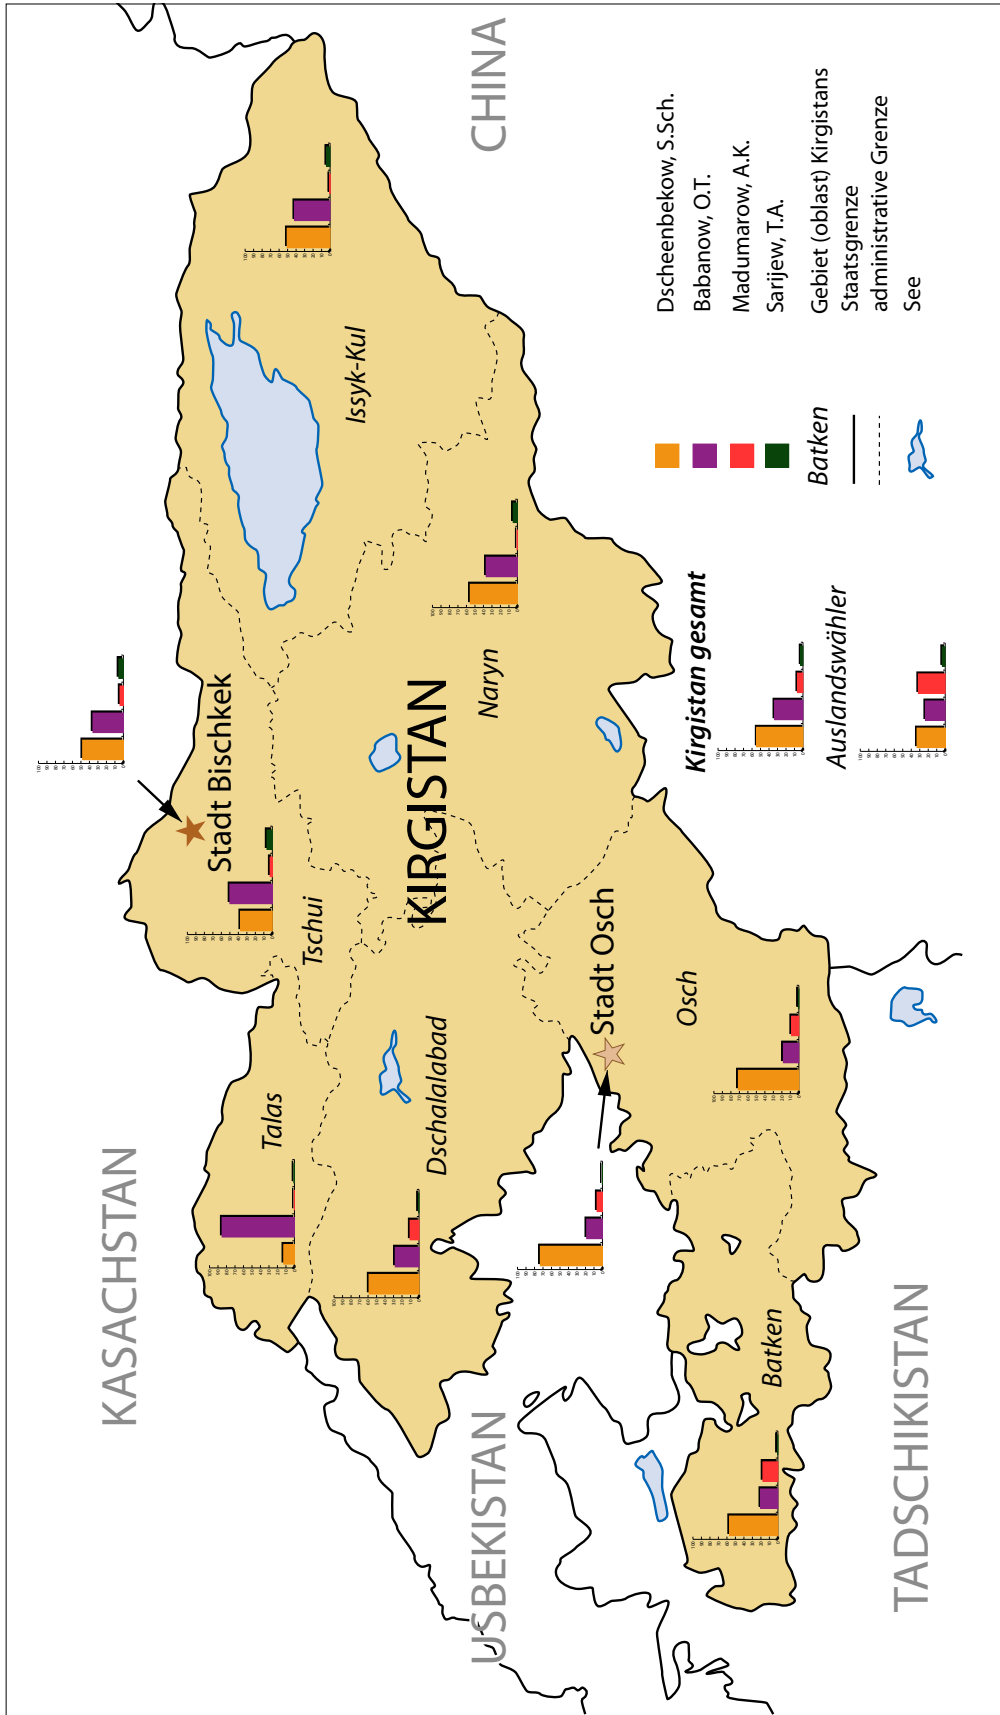 KASACHSTAN
Stadt Bischkek
Talas
Tschui
Issyk-Kul
Dschalalabad
KIRGISTAN
USBEKISTAN
Naryn
CHINA
Stadt Osch
Osch
Batken
TADSCHIKISTAN
Kirgistan gesamt
Auslandswähler
Dscheenbekow, S.Sch.
Babanow, O.T.
Madumarow, A.K.
Sarijew, T.A.
Batken Gebiet (oblast) Kirgistans
Staatsgrenze
administrative Grenze
See